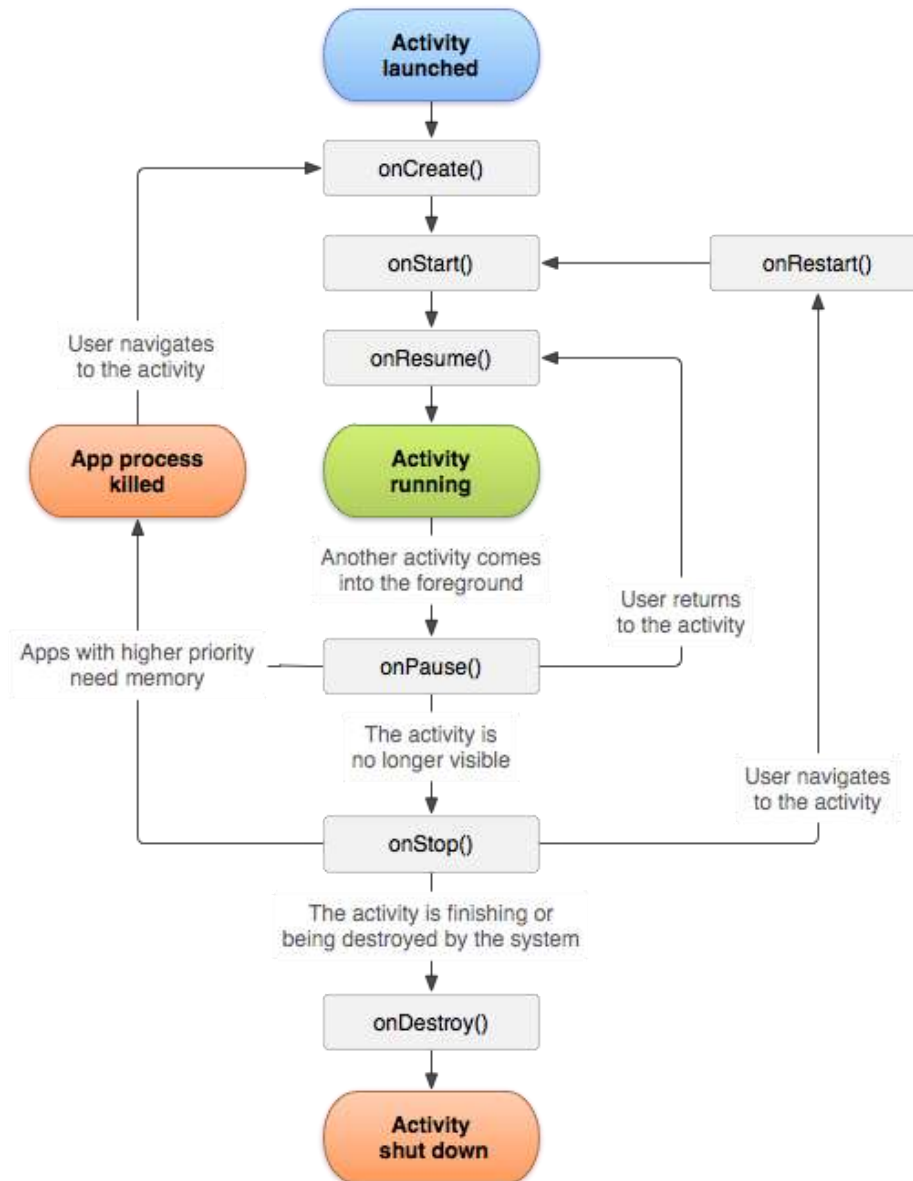 Activity
launched
onCreate()
onStart()
onRestart()
onResume()
User navigates
to the activity
App process
killed
Activity
running
Another activity comes
into the foreground
User returns
to the activity
Apps with higher priority
need memory
onPause()
The activity is
no longer visible
User navigates
to the activity
onStop()
The activity is finishing or
being destroyed by the system
onDestroy()
Activity
shut down